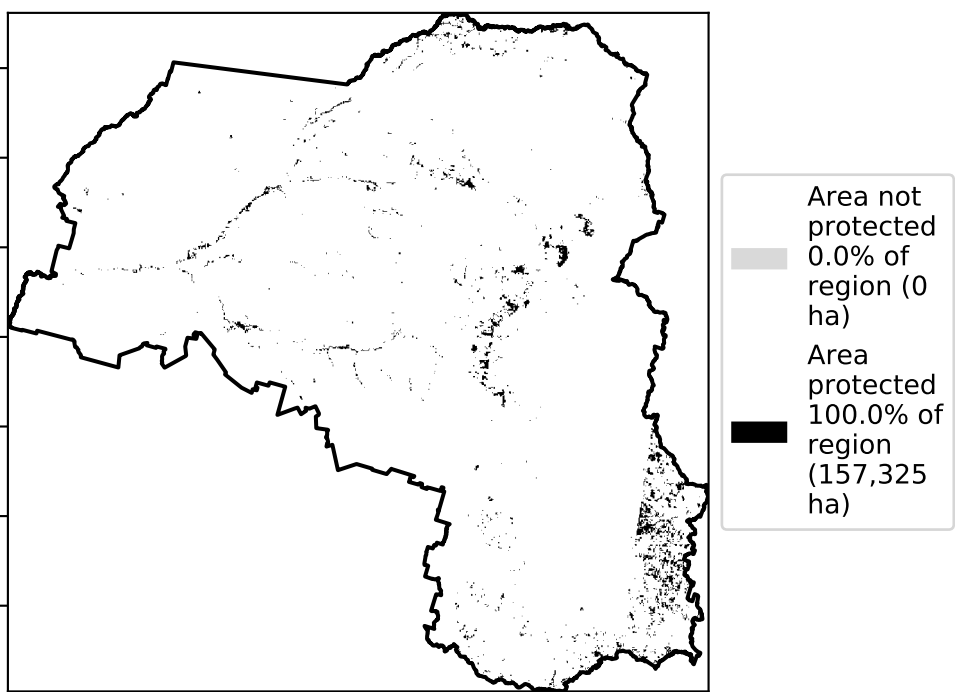 Area not
protected
0.0% of
region (0
ha)
Area
protected
100.0% of
region
(157,325
ha)